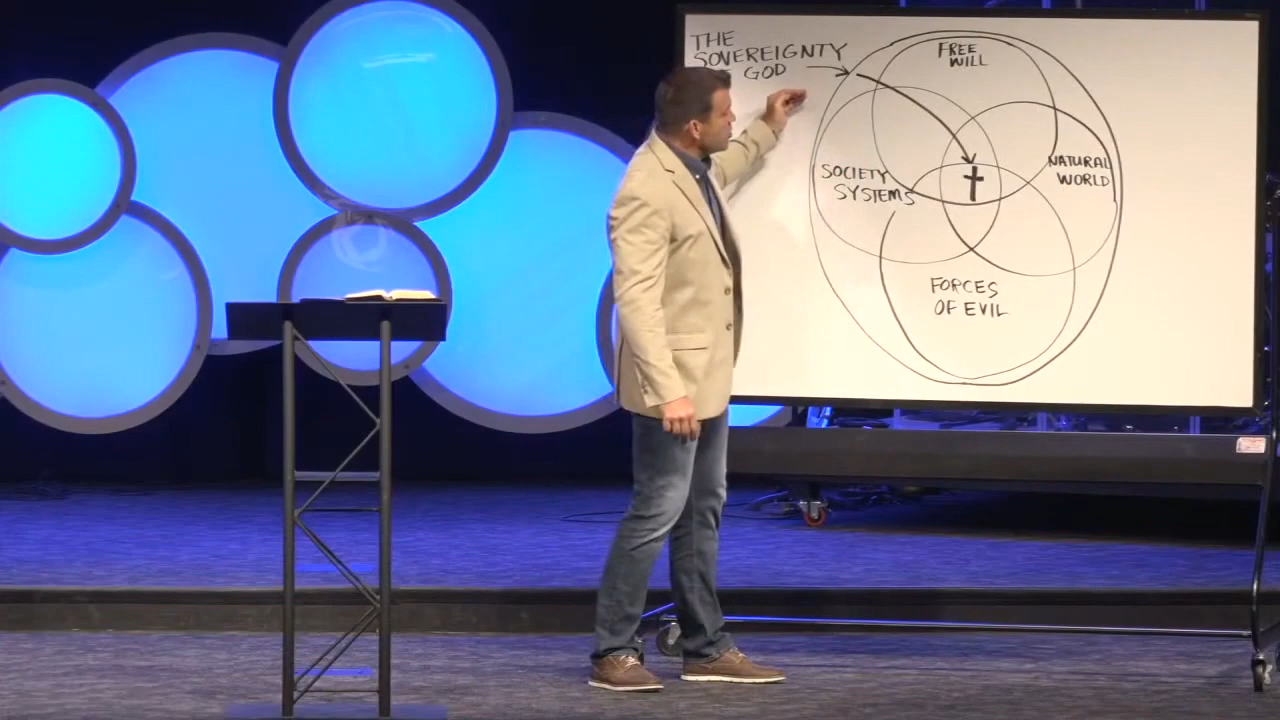 THE
SOVEREIGNTY
GOD
FREE
WILL
SOCIETY
SYSTEMS
NATURAL
WORLD
FORCES
OF EVIL